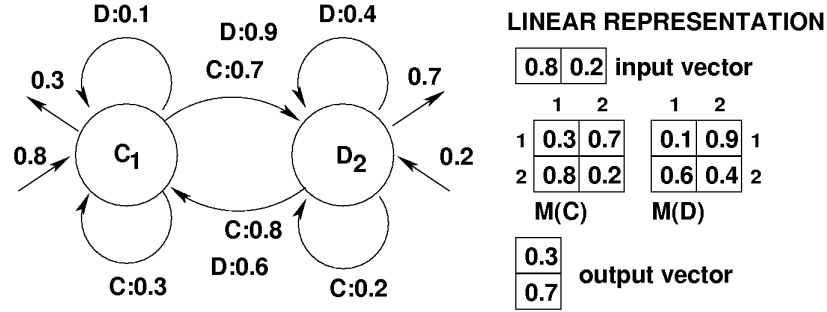 D:0.1
D:0.9
C:0.7
D:0.4
0.3
0.8
C1
D2
0.7
0.2
C:0.8
D:0.6
C:0.3
C:0.2
LINEAR REPRESENTATION
0.8 0.2 input vector
1 2
1 0.3 0.7
2 0.8 0.2
M(C)
1 2
0.1 0.9 1
0.6 0.4 2
M(D)
0.3
0.7
output vector